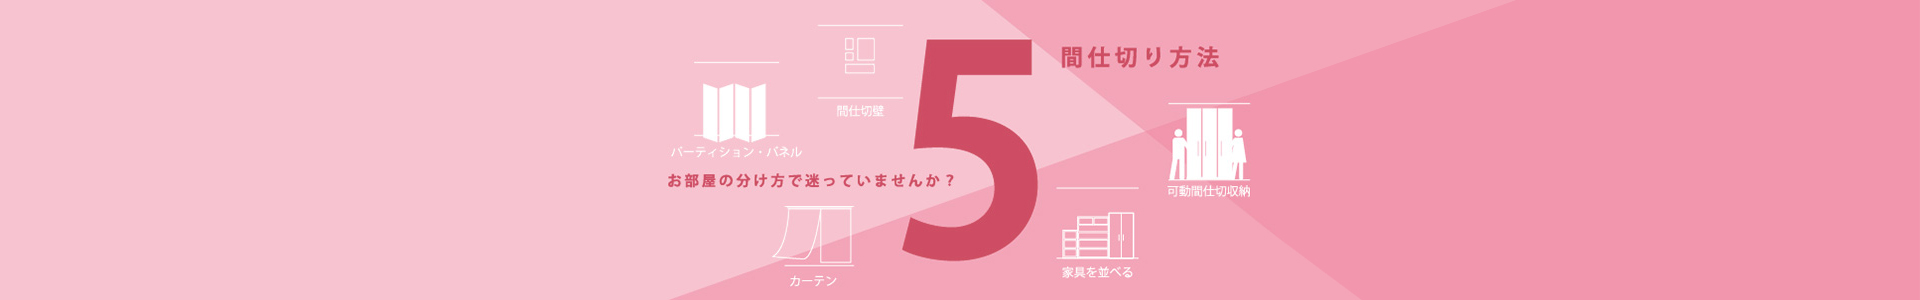 5
間仕切り方法
間仕切壁
パーティション・パネル
お部屋の分け方で迷っていませんか？
可動間仕切収納
家具を並べる
カーテン